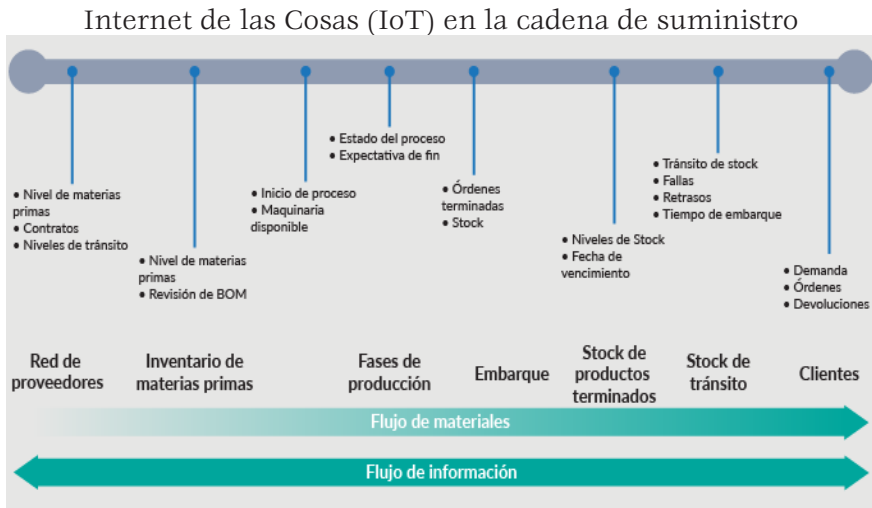 Internet de las Cosas (IoT) en la cadena de suministro
• Nivel de materias
primas
• Contratos
• Niveles de tránsito
• Nivel de materias
primas
• Revisión de BOM
• Inicio de proceso
• Maquinaria
disponible
• Estado del proceso
• Expectativa de fin
• Órdenes
terminadas
• Stock
• Niveles de Stock
• Fecha de
vencimiento
• Tránsito de stock
• Fallas
• Retrasos
• Tiempo de embarque
• Demanda
• Órdenes
• Devoluciones
Red de
proveedores
Inventario de
materias primas
Fases de
producción
Embarque
Stock de
productos
terminados
Stock de
tránsito
Clientes
Flujo de materiales
Flujo de información